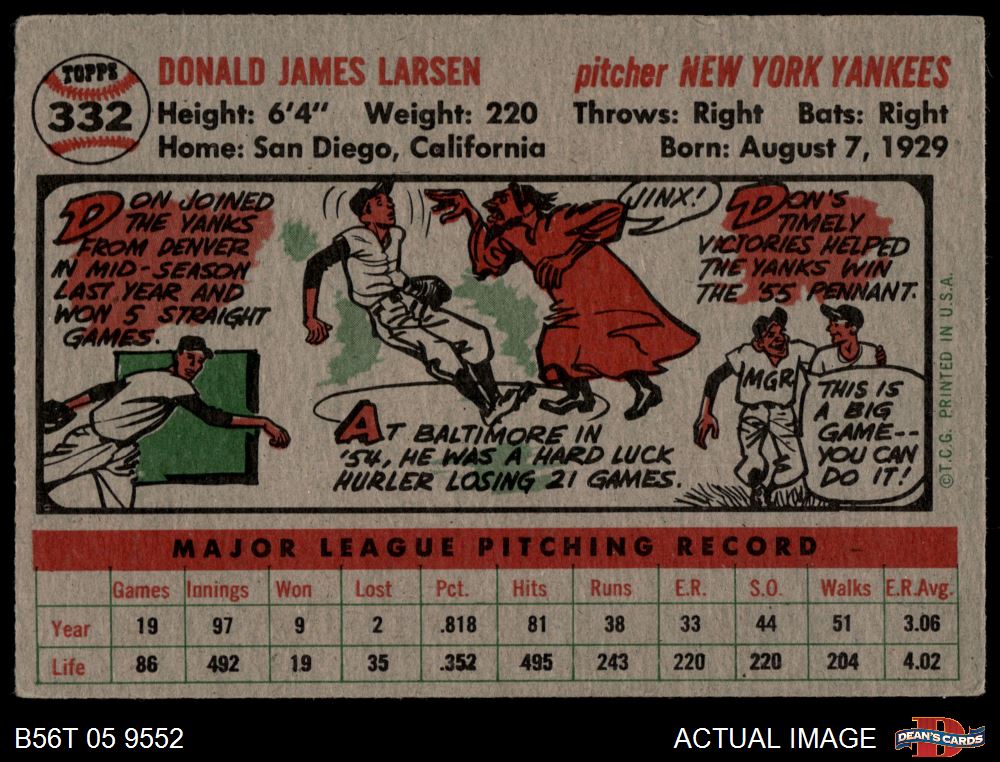 TOPPS
332
DONALD JAMES LARSEN
pitcher NEW YORK YANKEES
Height: 6'4" Weight: 220 Throws: Right Bats: Right
Home: San Diego, California Born: August 7, 1929
DON JOINED
THE YANKS
FROM DENVER
IN MID-SEASON
LAST YEAR AND
WON 5 STRAIGHT
GAMES.
JINX!
AT BALTIMORE IN
'54, HE WAS A HARD LUCK
HURLER LOSING 21 GAMES.
DON'S
TIMELY
VICTORIES HELPED
THE YANKS WIN
THE '55 PENNANT.
MGR
THIS IS
A BIG
GAME--
YOU CAN
DO IT!
©T.C.G. PRINTED IN U.S.A.
MAJOR LEAGUE PITCHING RECORD
Games Innings Won Lost Pct. Hits Runs E.R. S.O. Walks E.R.Avg.
Year 19 97 9 2 .818 81 38 33 44 51 3.06
Life 86 492 19 35 .352 495 243 220 220 204 4.02
B56T 05 9552
ACTUAL IMAGE
DEAN'S CARDS